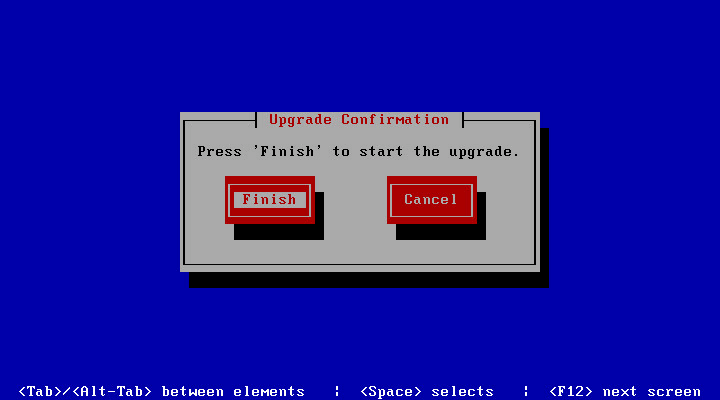 Upgrade Confirmation
Press 'Finish' to start the upgrade.
Finish Cancel
<Tab>/<Alt-Tab> between elements ¦ <Space> selects ¦ <F12> next screen